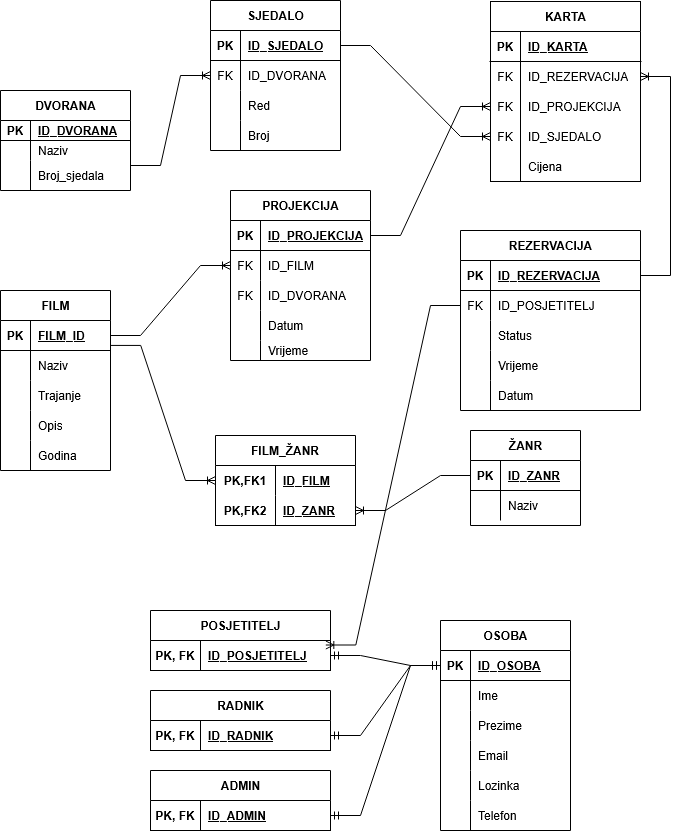 SJEDALO
PK ID_SJEDALO
FK ID_DVORANA
Red
Broj
KARTA
PK ID_KARTA
FK ID_REZERVACIJA
FK ID_PROJEKCIJA
FK ID_SJEDALO
Cijena
DVORANA
PK ID_DVORANA
Naziv
Broj_sjedala
PROJEKCIJA
PK ID_PROJEKCIJA
FK ID_FILM
FK ID_DVORANA
Datum
Vrijeme
REZERVACIJA
PK ID_REZERVACIJA
FK ID_POSJETITELJ
Status
Vrijeme
Datum
FILM
PK FILM_ID
Naziv
Trajanje
Opis
Godina
FILM_ŽANR
PK,FK1 ID_FILM
PK,FK2 ID_ZANR
ŽANR
PK ID_ZANR
Naziv
POSJETITELJ
PK, FK ID_POSJETITELJ
OSOBA
PK ID_OSOBA
Ime
Prezime
Email
Lozinka
Telefon
RADNIK
PK, FK ID_RADNIK
ADMIN
PK, FK ID_ADMIN